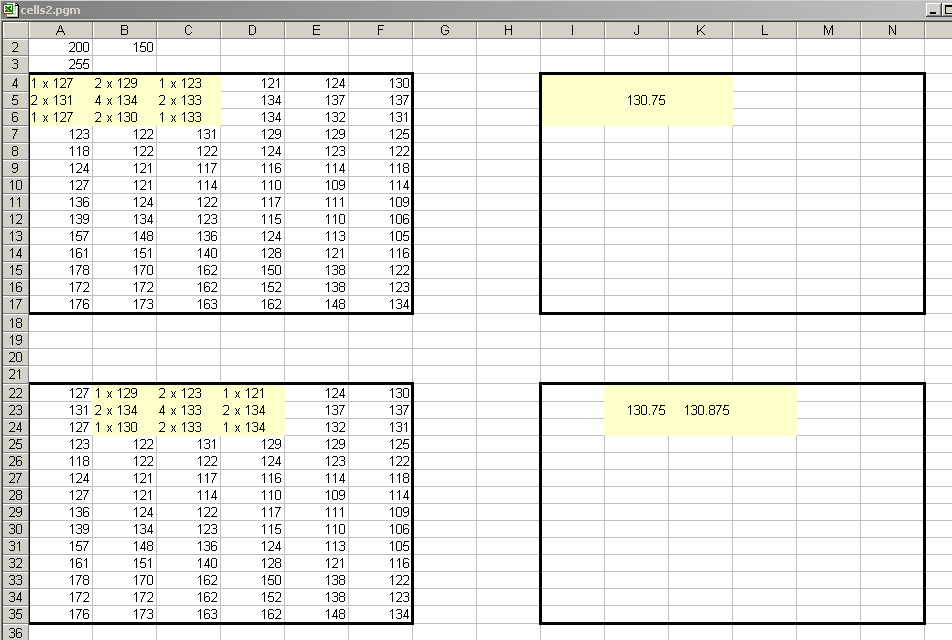 cells2.pgm
A B C D E F G H I J K L M N
2 200 150
3 255
4 1 x 127 2 x 129 1 x 123 121 124 130
5 2 x 131 4 x 134 2 x 133 134 137 137 130.75
6 1 x 127 2 x 130 1 x 133 134 132 131
7 123 122 131 129 129 125
8 118 122 122 124 123 122
9 124 121 117 116 114 118
10 127 121 114 110 109 114
11 136 124 122 117 111 109
12 139 134 123 115 110 106
13 157 148 136 124 113 105
14 161 151 140 128 121 116
15 178 170 162 150 138 122
16 172 172 162 152 138 123
17 176 173 163 162 148 134
18
19
20
21
22 127 1 x 129 2 x 123 1 x 121 124 130
23 131 2 x 134 4 x 133 2 x 134 137 137 130.75 130.875
24 127 1 x 130 2 x 133 1 x 134 132 131
25 123 122 131 129 129 125
26 118 122 122 124 123 122
27 124 121 117 116 114 118
28 127 121 114 110 109 114
29 136 124 122 117 111 109
30 139 134 123 115 110 106
31 157 148 136 124 113 105
32 161 151 140 128 121 116
33 178 170 162 150 138 122
34 172 172 162 152 138 123
35 176 173 163 162 148 134
36